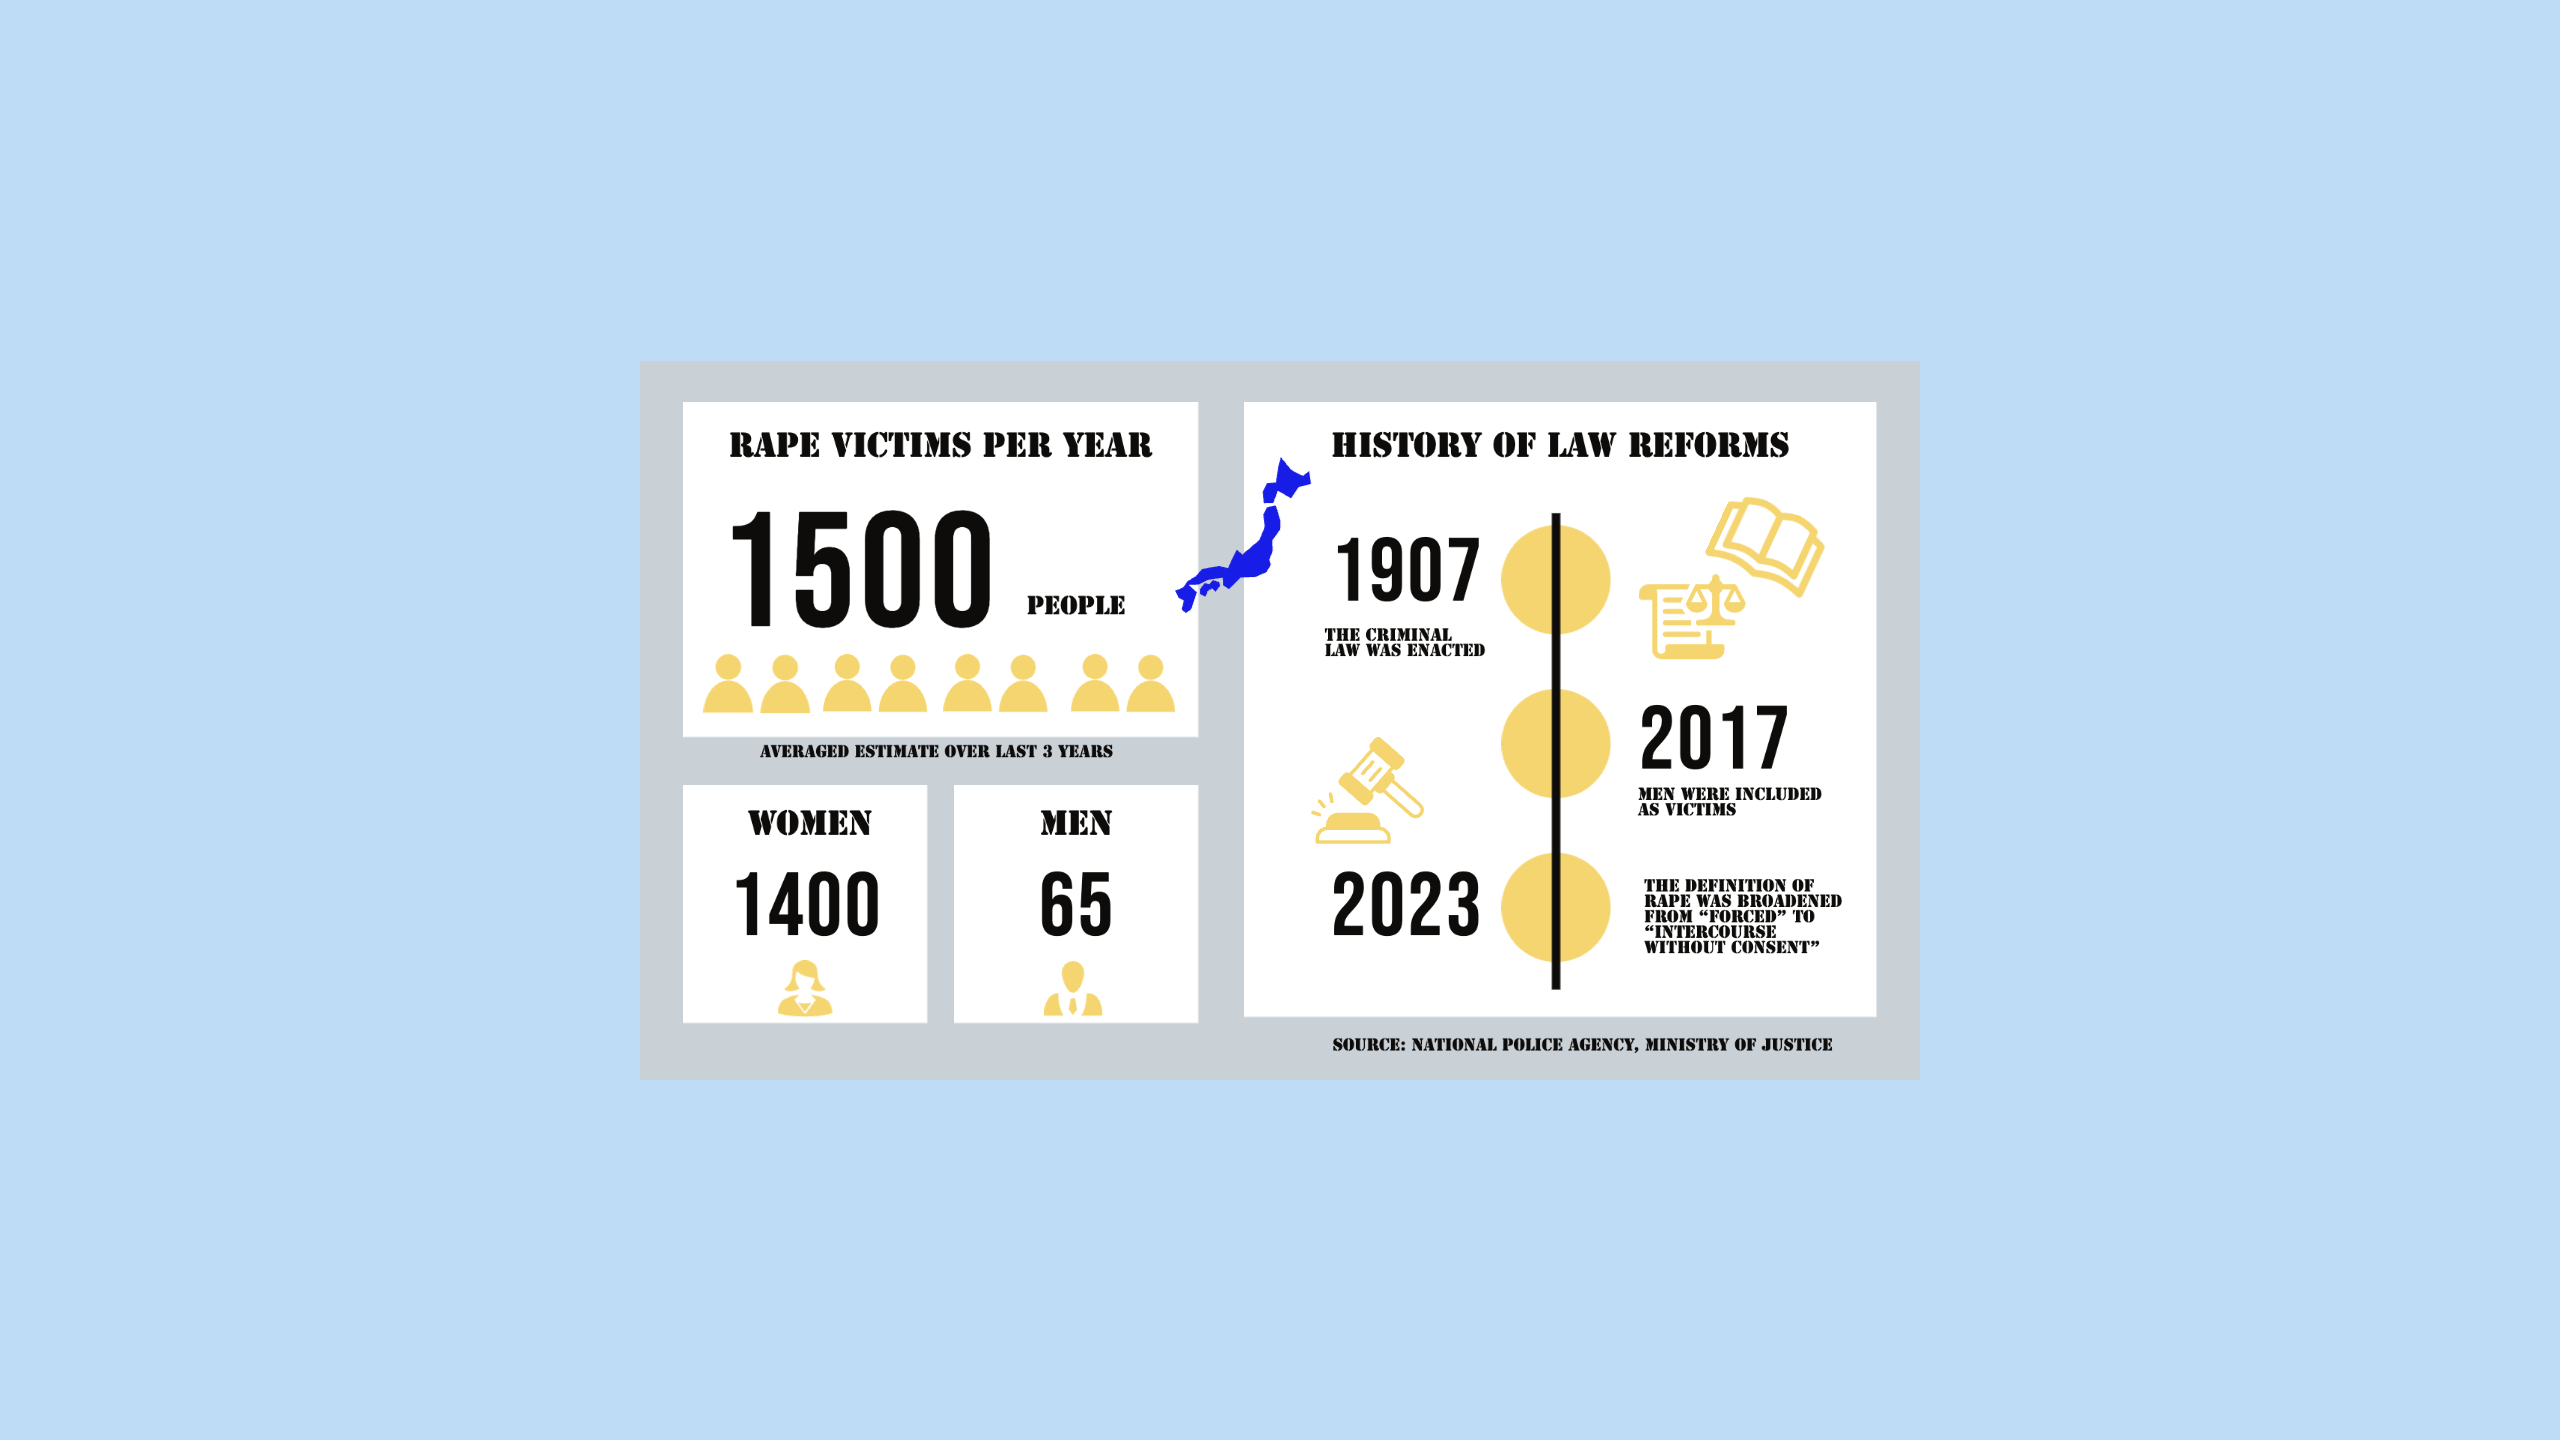 RAPE VICTIMS PER YEAR
1500
PEOPLE
AVERAGED ESTIMATE OVER LAST 3 YEARS
WOMEN
1400
MEN
65
HISTORY OF LAW REFORMS
1907
THE CRIMINAL
LAW WAS ENACTED
2017
MEN WERE INCLUDED
AS VICTIMS
2023
THE DEFINITION OF
RAPE WAS BROADENED
FROM “FORCED” TO
“INTERCOURSE
WITHOUT CONSENT”
SOURCE: NATIONAL POLICE AGENCY, MINISTRY OF JUSTICE